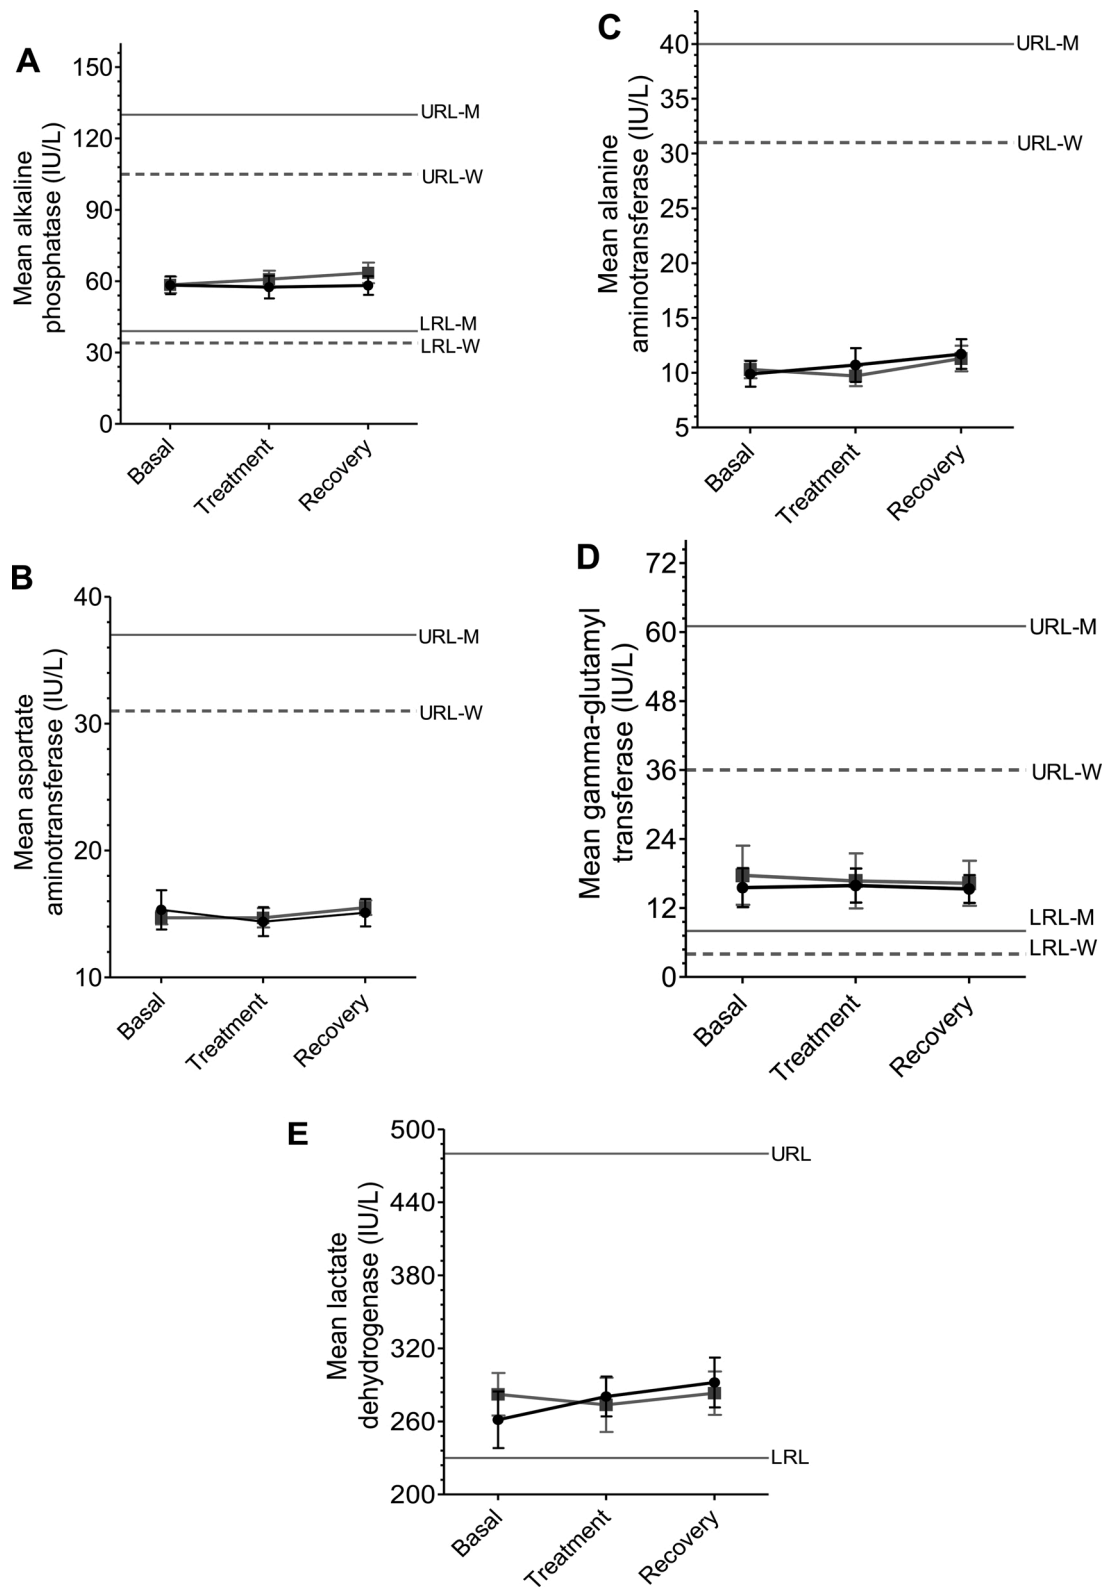 A
Mean alkaline
phosphatase (IU/L)
150
120
90
60
30
0
URL-M
URL-W
LRL-M
LRL-W
Basal
Treatment
Recovery
C
Mean alanine
aminotransferase (IU/L)
40
35
30
25
20
15
10
5
URL-M
URL-W
Basal
Treatment
Recovery
B
Mean aspartate
aminotransferase (IU/L)
40
30
20
10
URL-M
URL-W
Basal
Treatment
Recovery
D
Mean gamma-glutamyl
transferase (IU/L)
72
60
48
36
24
12
0
URL-M
URL-W
LRL-M
LRL-W
Basal
Treatment
Recovery
E
Mean lactate
dehydrogenase (IU/L)
500
440
380
320
260
200
URL
LRL
Basal
Treatment
Recovery